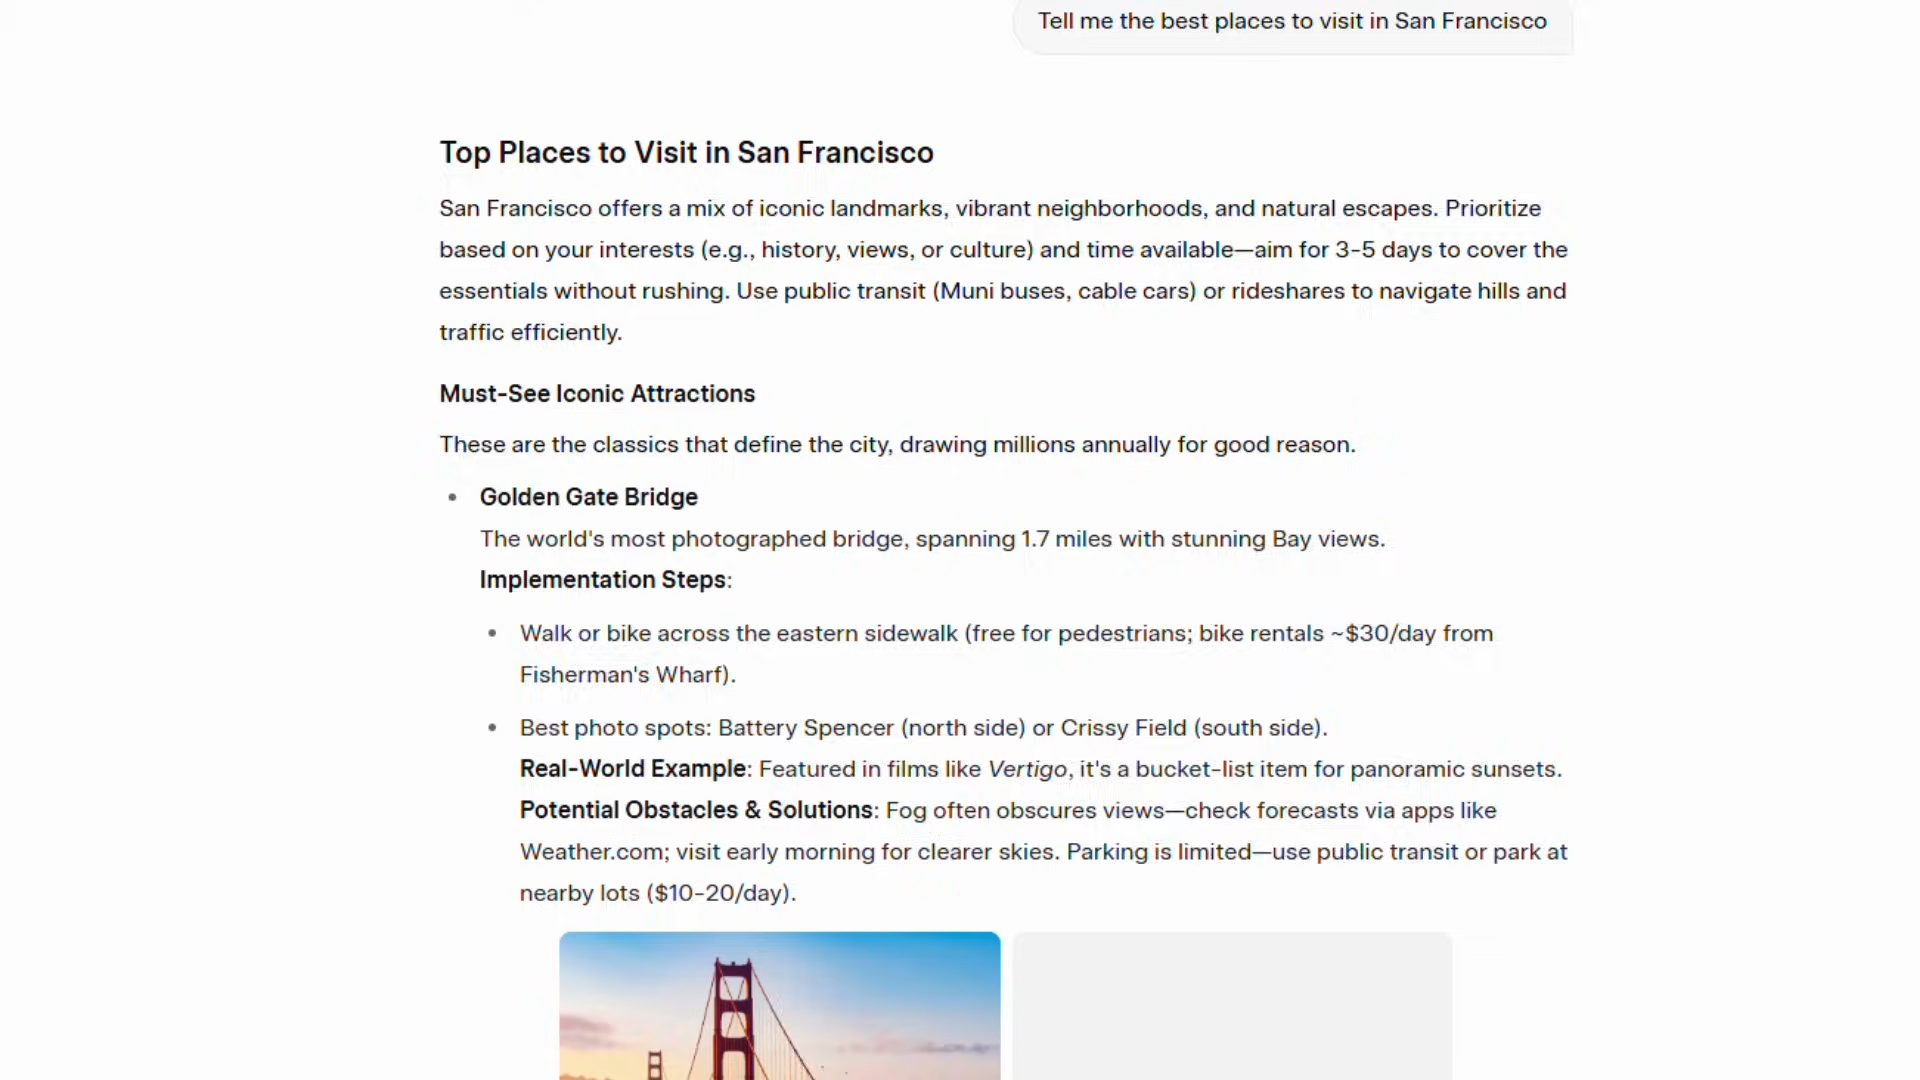 Tell me the best places to visit in San Francisco
Top Places to Visit in San Francisco
San Francisco offers a mix of iconic landmarks, vibrant neighborhoods, and natural escapes. Prioritize
based on your interests (e.g., history, views, or culture) and time available—aim for 3-5 days to cover the
essentials without rushing. Use public transit (Muni buses, cable cars) or rideshares to navigate hills and
traffic efficiently.
Must-See Iconic Attractions
These are the classics that define the city, drawing millions annually for good reason.
• Golden Gate Bridge
The world's most photographed bridge, spanning 1.7 miles with stunning Bay views.
Implementation Steps:
• Walk or bike across the eastern sidewalk (free for pedestrians; bike rentals ~$30/day from
Fisherman's Wharf).
• Best photo spots: Battery Spencer (north side) or Crissy Field (south side).
Real-World Example: Featured in films like Vertigo, it's a bucket-list item for panoramic sunsets.
Potential Obstacles & Solutions: Fog often obscures views—check forecasts via apps like
Weather.com; visit early morning for clearer skies. Parking is limited—use public transit or park at
nearby lots ($10-20/day).